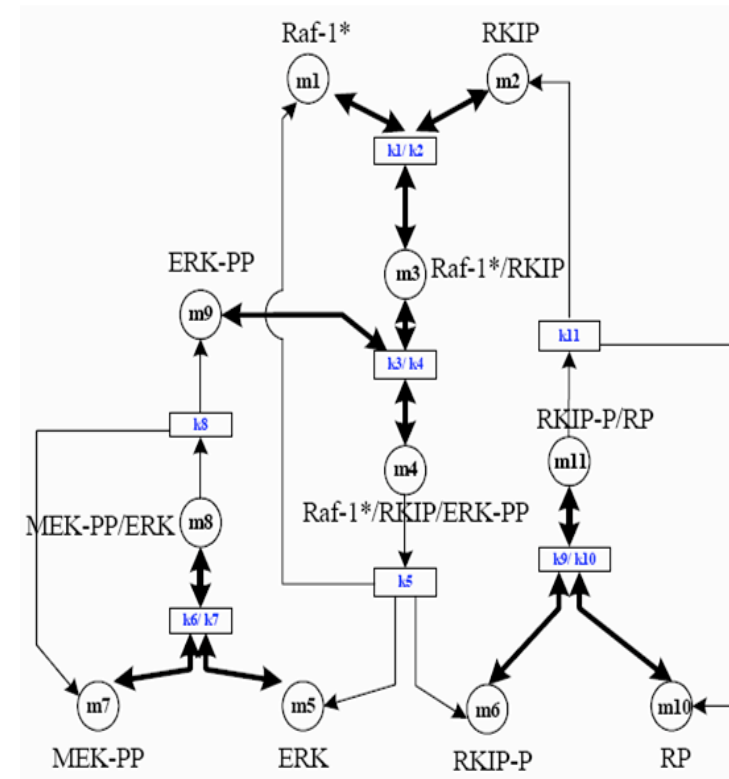 Raf-1* RKIP
m1 m2
k1/ k2
ERK-PP
m3 Raf-1*/RKIP
m9
k11
k3/ k4
k8
RKIP-P/RP
m11
m4
Raf-1*/RKIP/ERK-PP
MEK-PP/ERK m8
k9/ k10
k5
k6/ k7
m7 m5 m6 m10
MEK-PP ERK RKIP-P RP